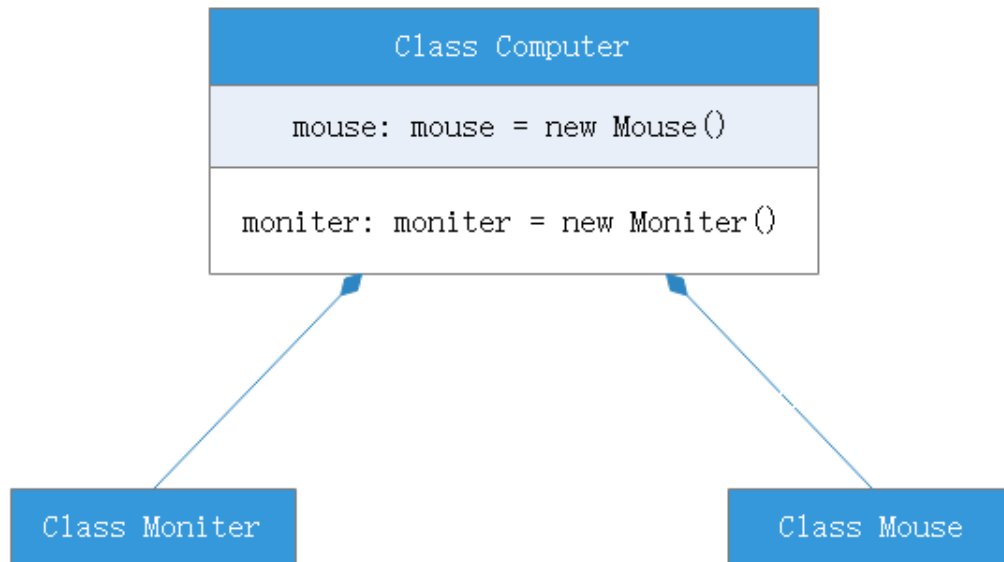 Class Computer
mouse: mouse = new Mouse()
moniter: moniter = new Moniter()
Class Moniter
Class Mouse